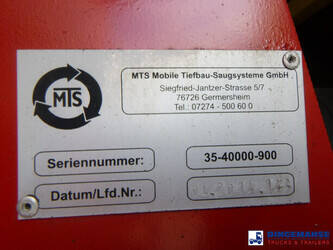 MTS
MTS Mobile Tiefbau-Saugsysteme GmbH
Siegfried-Jantzer-Strasse 5/7
76726 Germersheim
Tel.: 07274 - 500 60 0
Seriennummer:
35-40000-900
Datum/Lfd.Nr.:
BINGEMANSE
TRUCKS & TRAILERS